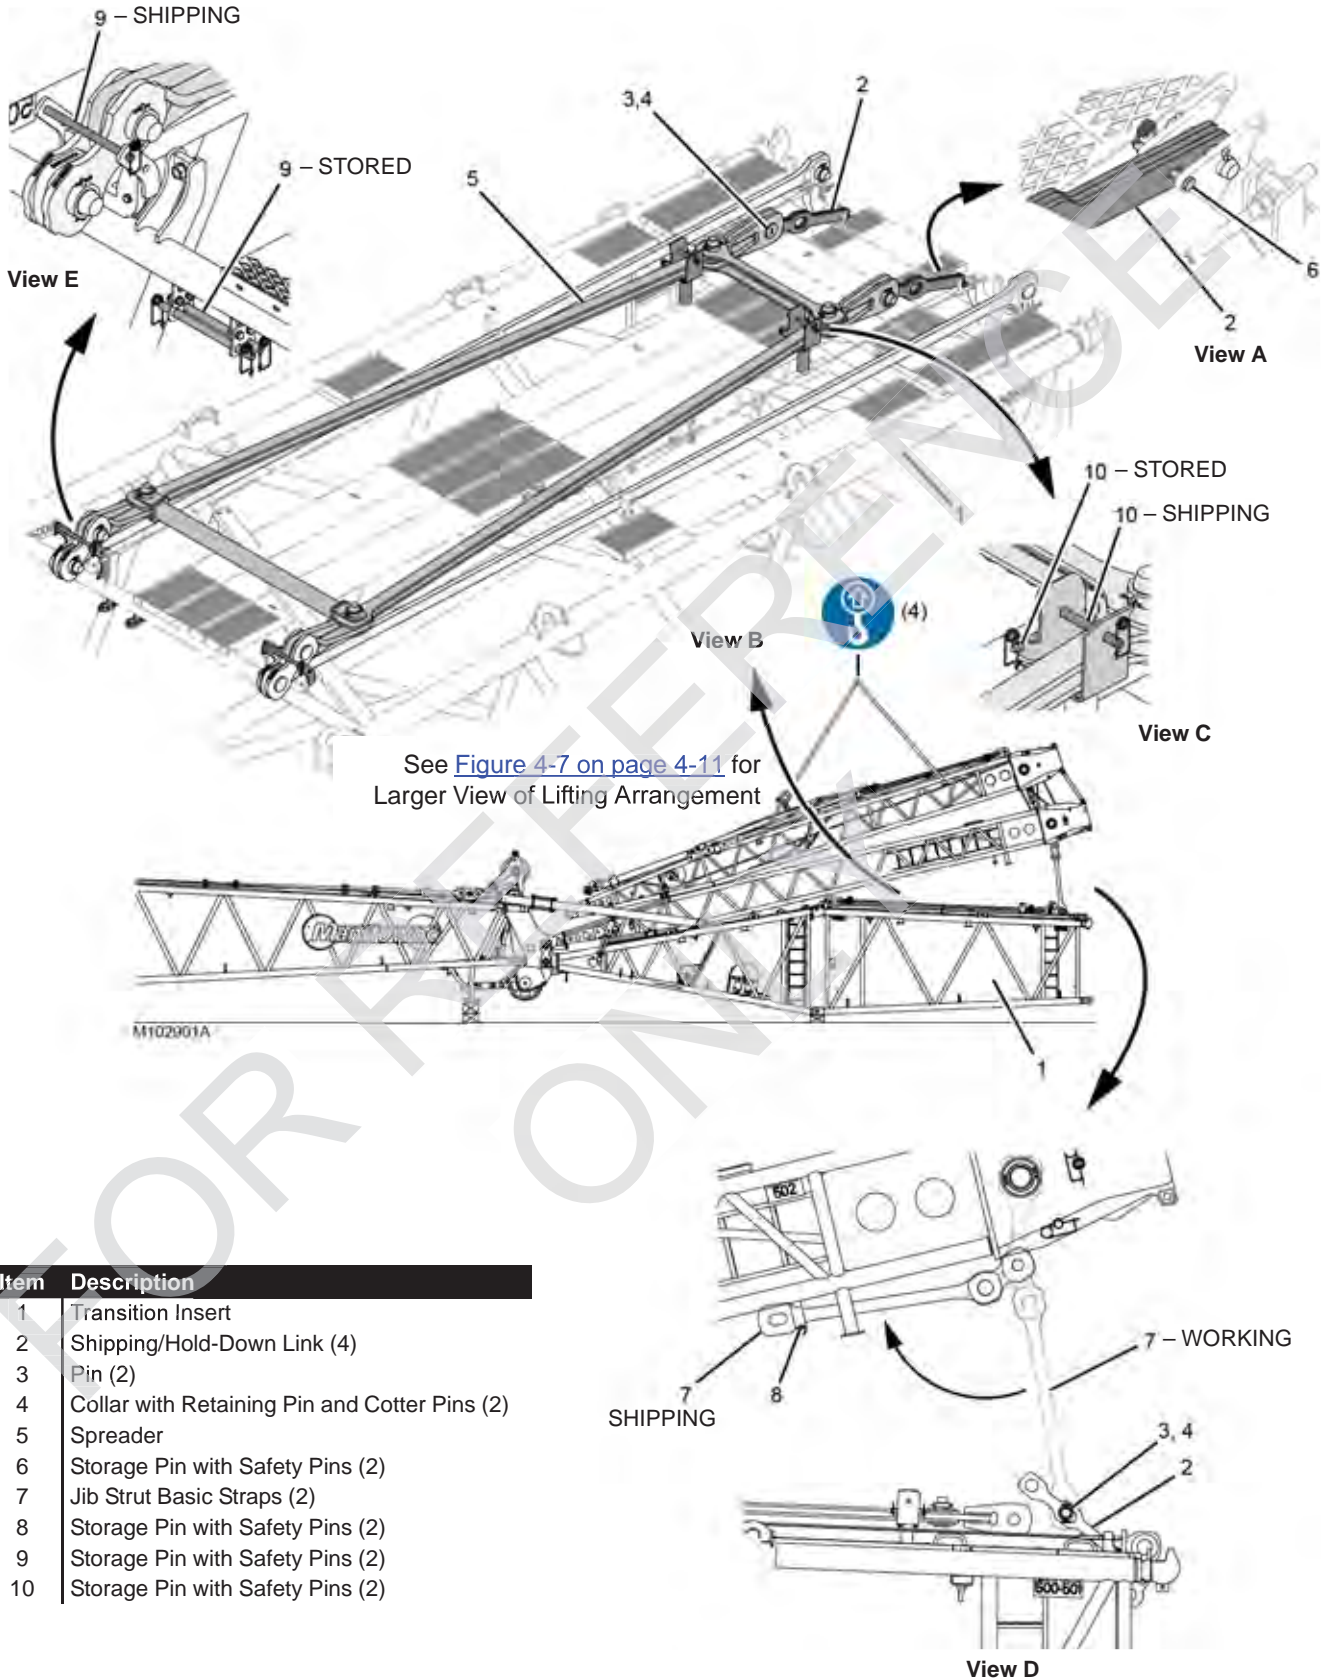 9 – SHIPPING
3,4
2
9 – STORED
5
View E
6
2
View A
10 – STORED
10 – SHIPPING
(4)
View B
View C
See Figure 4-7 on page 4-11 for
Larger View of Lifting Arrangement
Manitowoc
M102901A
1
502
7 – WORKING
7
SHIPPING
8
3, 4
2
500-501
View D
Item Description
1 Transition Insert
2 Shipping/Hold-Down Link (4)
3 Pin (2)
4 Collar with Retaining Pin and Cotter Pins (2)
5 Spreader
6 Storage Pin with Safety Pins (2)
7 Jib Strut Basic Straps (2)
8 Storage Pin with Safety Pins (2)
9 Storage Pin with Safety Pins (2)
10 Storage Pin with Safety Pins (2)
FOR REFERENCE
ONLY